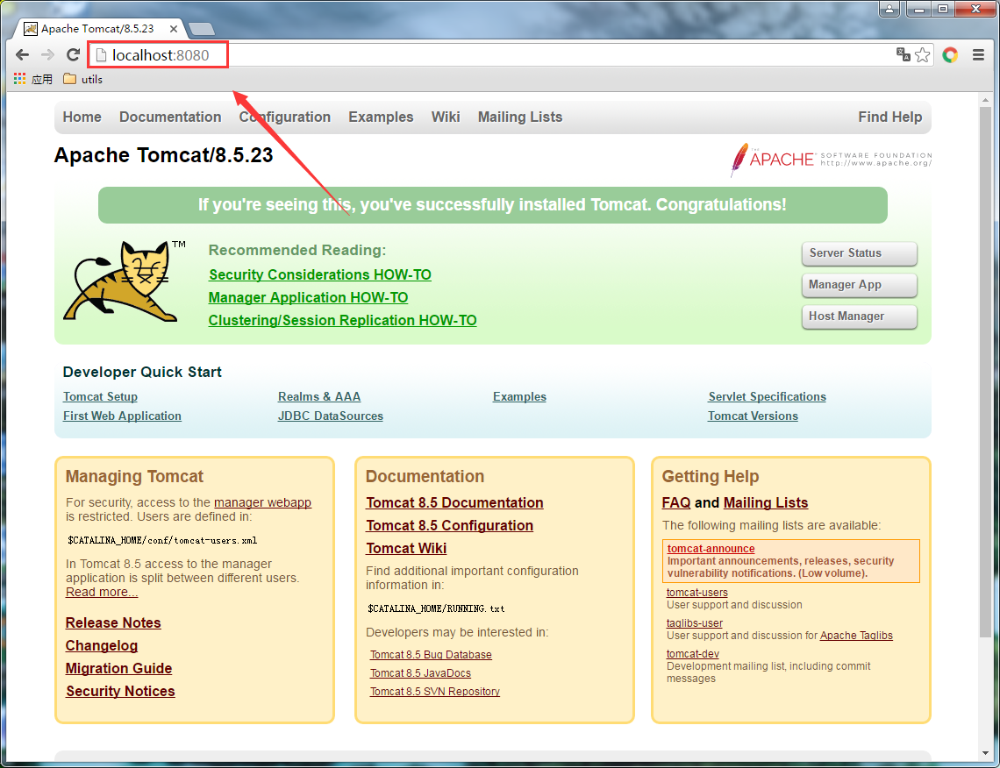 Apache Tomcat/8.5.23
localhost:8080
应用 utils
Home Documentation Configuration Examples Wiki Mailing Lists Find Help
Apache Tomcat/8.5.23
THE APACHE™ SOFTWARE FOUNDATION
http://www.apache.org/
If you're seeing this, you've successfully installed Tomcat. Congratulations!
TM
Recommended Reading:
Security Considerations HOW-TO
Manager Application HOW-TO
Clustering/Session Replication HOW-TO
Server Status
Manager App
Host Manager
Developer Quick Start
Tomcat Setup
First Web Application
Realms & AAA
JDBC DataSources
Examples
Servlet Specifications
Tomcat Versions
Managing Tomcat
For security, access to the manager webapp
is restricted. Users are defined in:
$CATALINA_HOME/conf/tomcat-users.xml
In Tomcat 8.5 access to the manager
application is split between different users.
Read more...
Release Notes
Changelog
Migration Guide
Security Notices
Documentation
Tomcat 8.5 Documentation
Tomcat 8.5 Configuration
Tomcat Wiki
Find additional important configuration
information in:
$CATALINA_HOME/RUNNING.txt
Developers may be interested in:
Tomcat 8.5 Bug Database
Tomcat 8.5 JavaDocs
Tomcat 8.5 SVN Repository
Getting Help
FAQ and Mailing Lists
The following mailing lists are available:
tomcat-announce
Important announcements, releases, security
vulnerability notifications. (Low volume).
tomcat-users
User support and discussion
taglibs-user
User support and discussion for Apache Taglibs
tomcat-dev
Development mailing list, including commit
messages